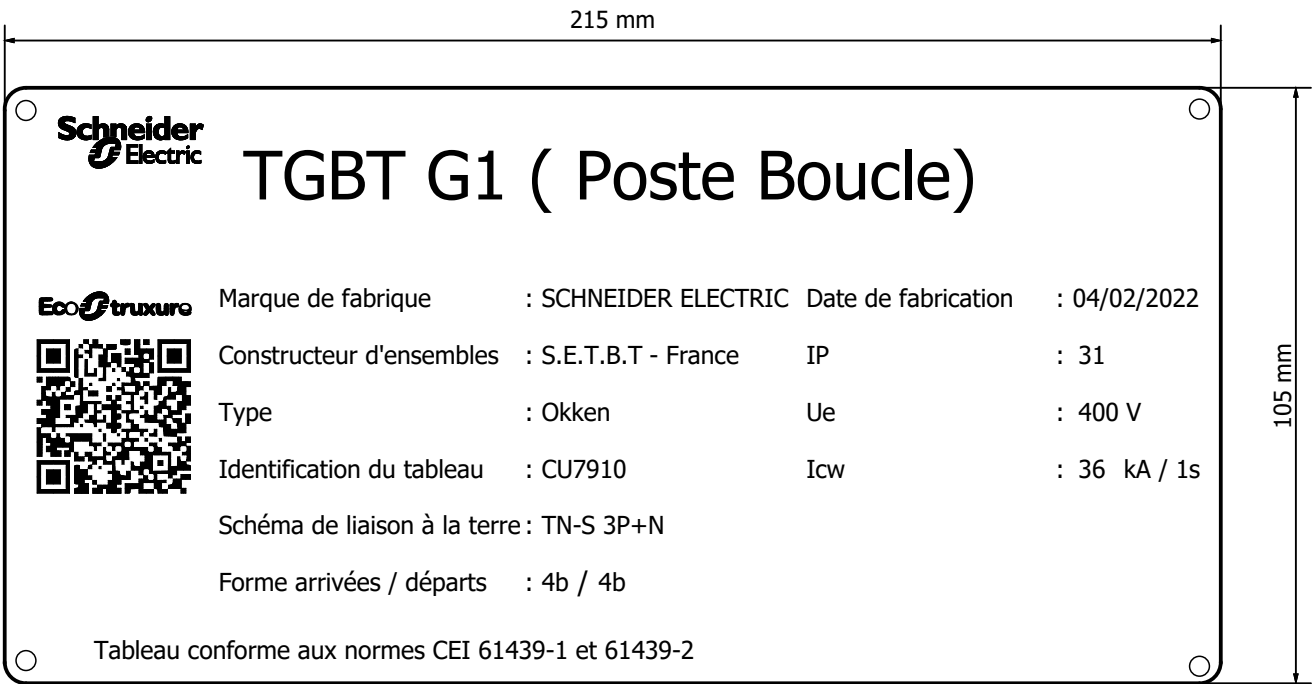 215 mm
Schneider
Electric
TGBT G1 ( Poste Boucle)
EcoStruxure
Marque de fabrique : SCHNEIDER ELECTRIC Date de fabrication : 04/02/2022
Constructeur d'ensembles : S.E.T.B.T - France IP : 31
Type : Okken Ue : 400 V
Identification du tableau : CU7910 Icw : 36 kA / 1s
Schéma de liaison à la terre : TN-S 3P+N
Forme arrivées / départs : 4b / 4b
Tableau conforme aux normes CEI 61439-1 et 61439-2
105 mm